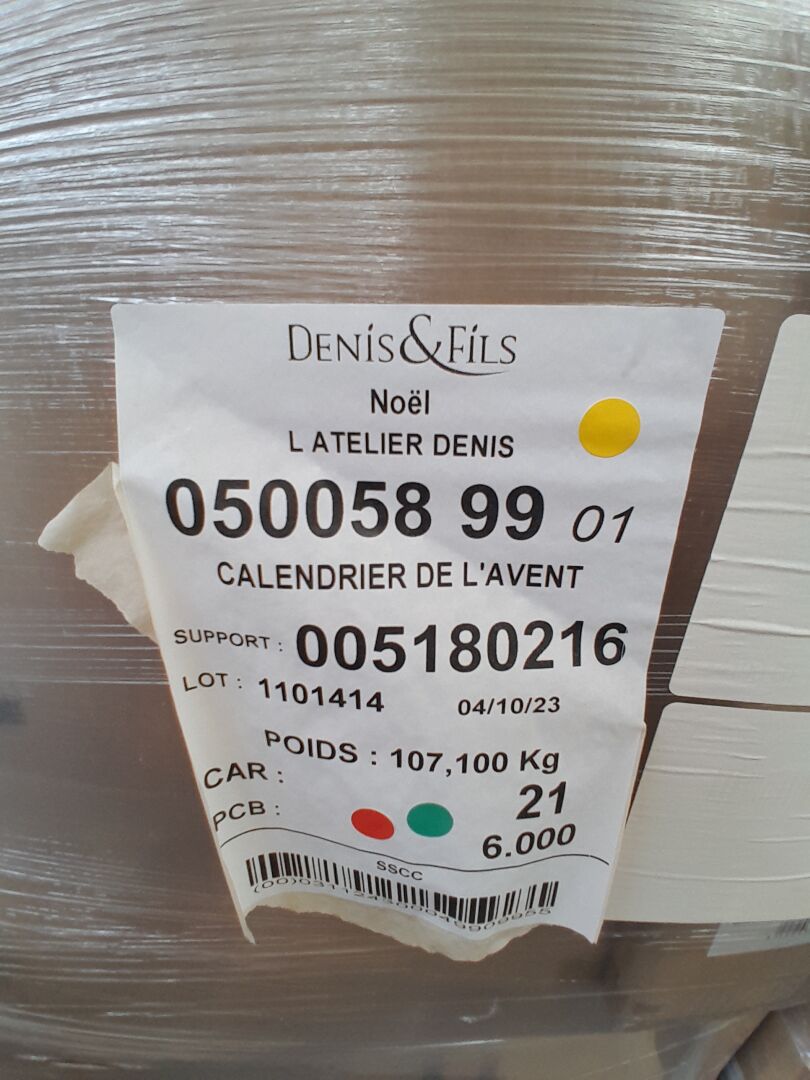 DENIS & FILS
Noël
L ATELIER DENIS
050058 99 01
CALENDRIER DE L'AVENT
SUPPORT : 005180216
LOT : 1101414 04/10/23
POIDS : 107,100 Kg
CAR : 21
PCB : 6.000
SSCC